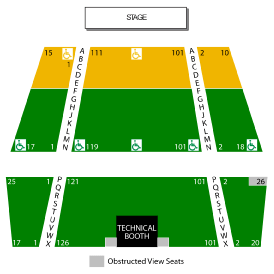 STAGE
15 111 101 2 10
1
A A
B B
C C
D D
E E
F F
G G
H H
J J
K K
L L
M M
N N
17 1 119 101 2 18
25 1 121 101 2 26
P P
Q Q
R R
S S
T T
U U
V V
W W
X X
TECHNICAL
BOOTH
17 1 126 101 2 20
Obstructed View Seats